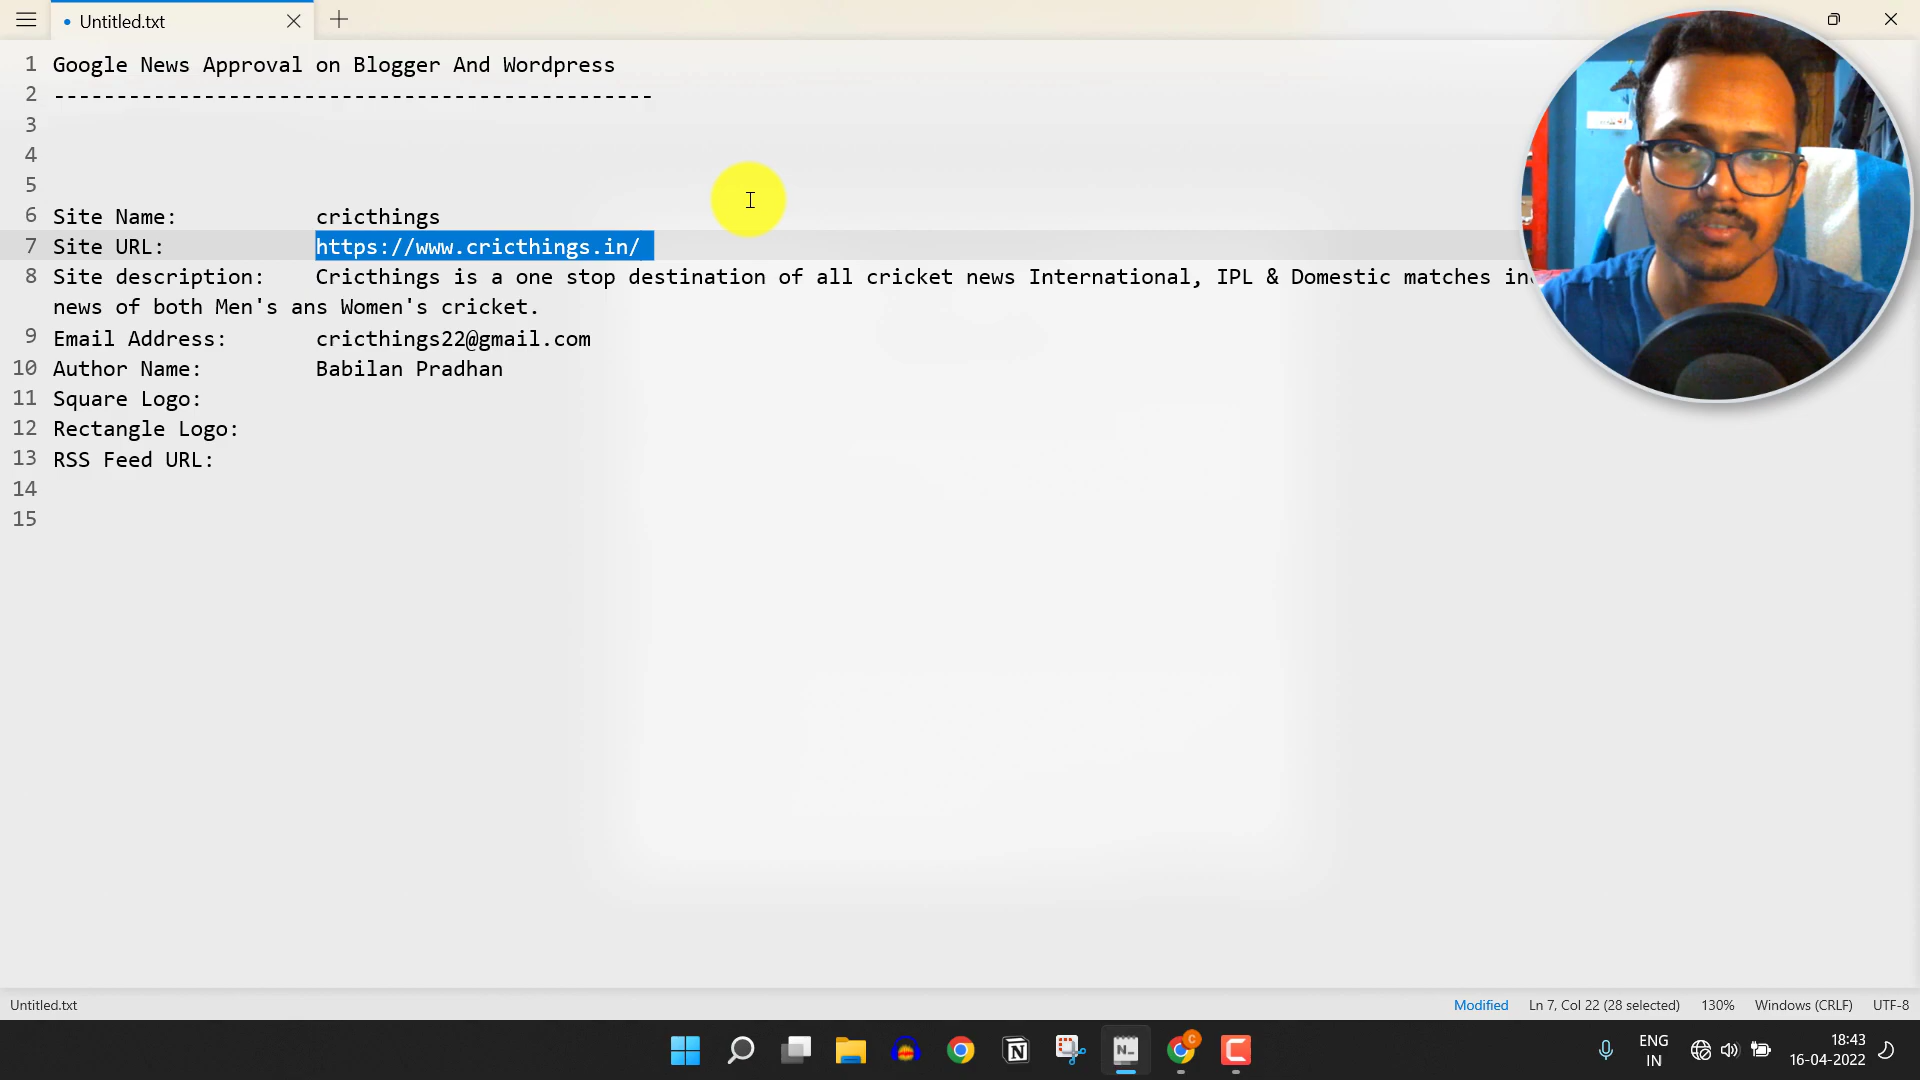 Untitled.txt
1 Google News Approval on Blogger And Wordpress
2 ------------------------------------------------
3
4
5
6 Site Name: cricthings
7 Site URL: https://www.cricthings.in/
8 Site description: Cricthings is a one stop destination of all cricket news International, IPL & Domestic matches
news of both Men's ans Women's cricket.
9 Email Address: cricthings22@gmail.com
10 Author Name: Babilan Pradhan
11 Square Logo:
12 Rectangle Logo:
13 RSS Feed URL:
14
15
Untitled.txt Modified Ln 7, Col 22 (28 selected) 130% Windows (CRLF) UTF-8
ENG 18:43
IN 16-04-2022